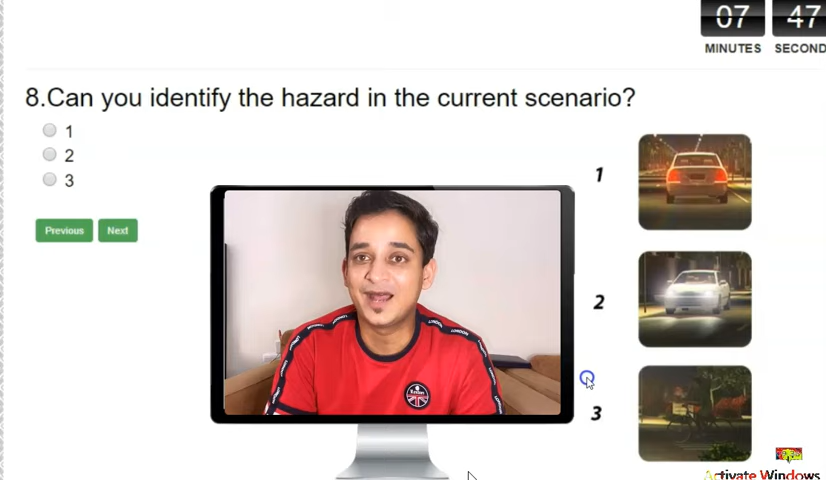 07 47
MINUTES SECOND
8.Can you identify the hazard in the current scenario?
1
2
3
Previous Next
1
2
3
Activate Windows